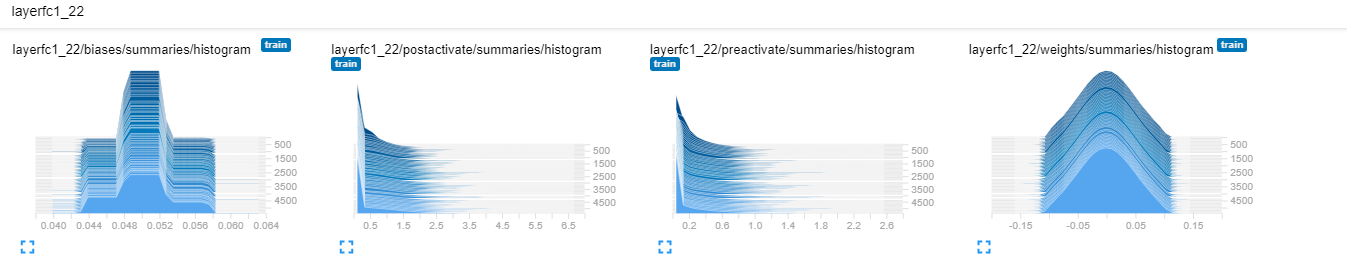 layerfc1_22
layerfc1_22/biases/summaries/histogram train
layerfc1_22/postactivate/summaries/histogram
train
layerfc1_22/preactivate/summaries/histogram
train
layerfc1_22/weights/summaries/histogram train
500
1500
2500
3500
4500
0.040 0.044 0.048 0.052 0.056 0.060 0.064
500
1500
2500
3500
4500
0.5 1.5 2.5 3.5 4.5 5.5 6.5
500
1500
2500
3500
4500
0.2 0.6 1.0 1.4 1.8 2.2 2.6
500
1500
2500
3500
4500
-0.15 -0.05 0.05 0.15